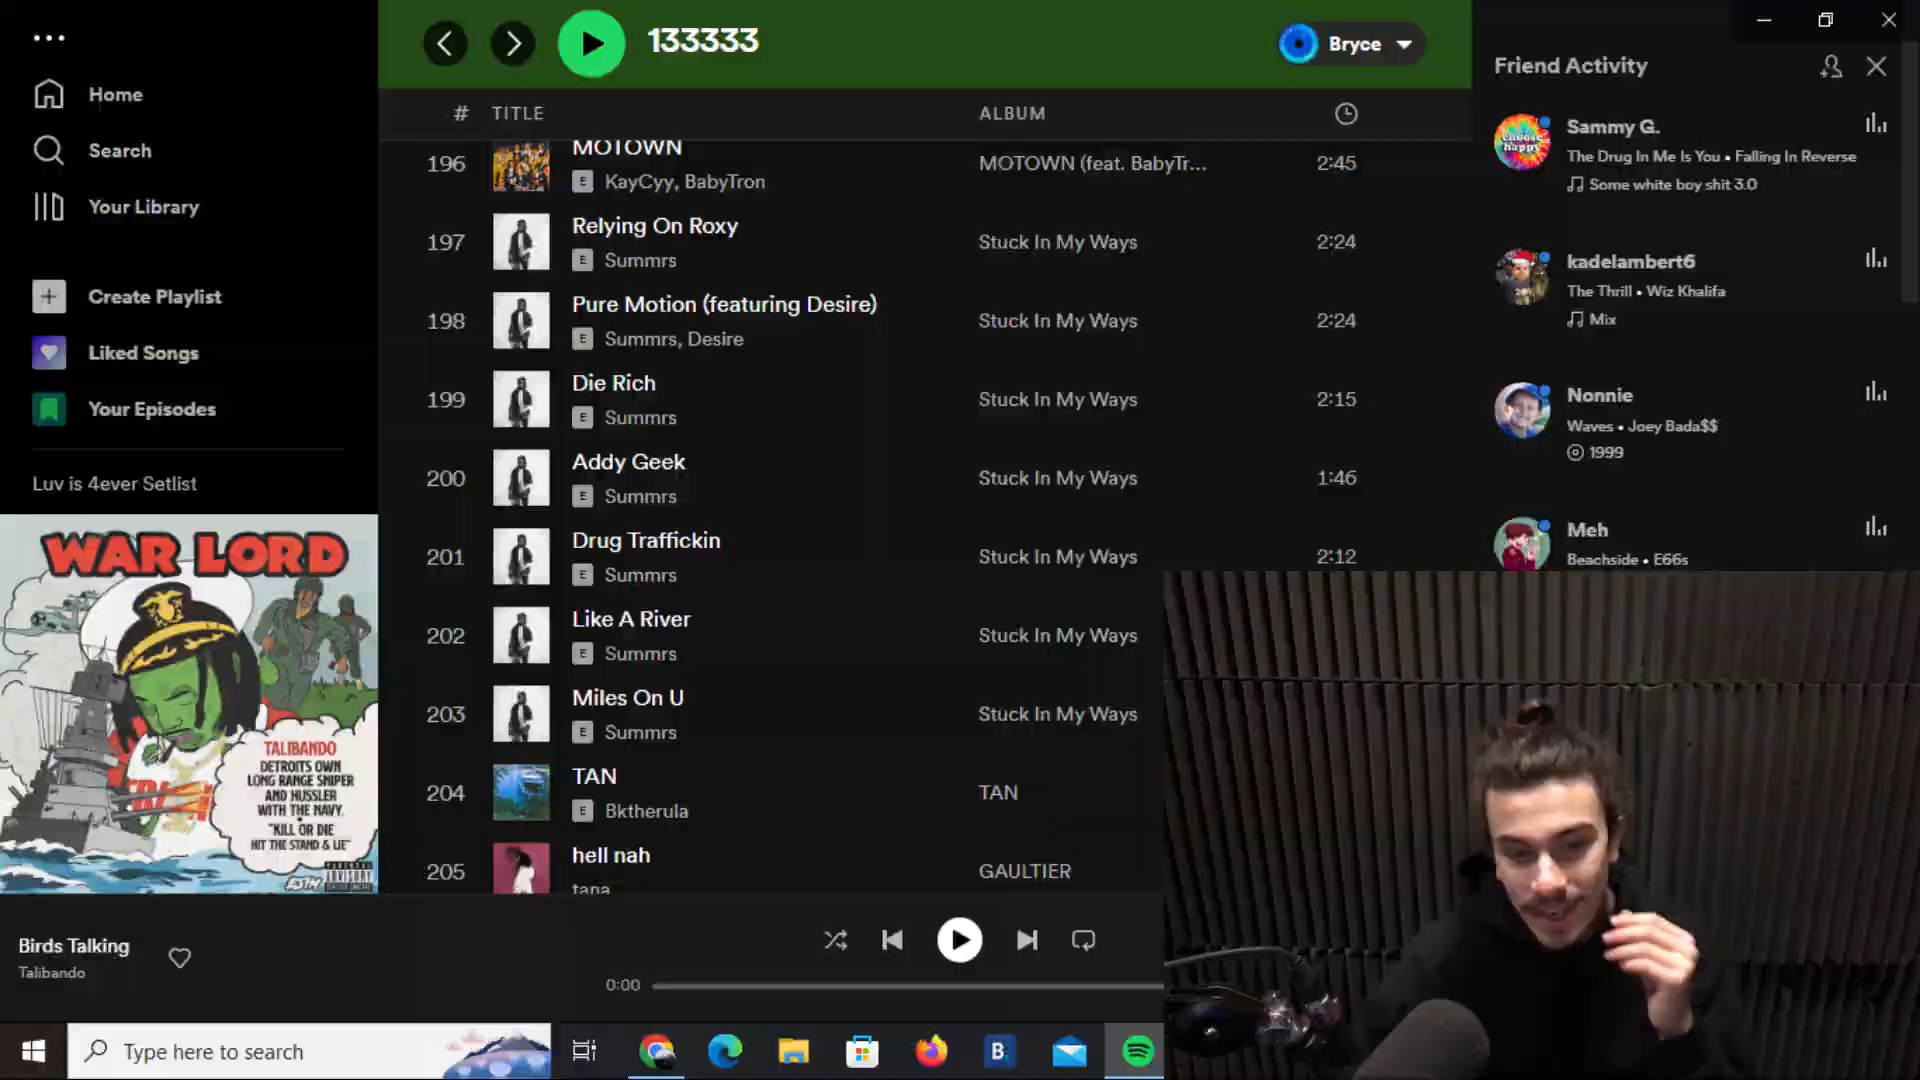 133333
Bryce
Home
Search
Your Library
Create Playlist
Liked Songs
Your Episodes
Luv is 4ever Setlist
# TITLE ALBUM
196 MOTOWN MOTOWN (feat. BabyTr... 2:45
E KayCyy, BabyTron
197 Relying On Roxy Stuck In My Ways 2:24
E Summrs
198 Pure Motion (featuring Desire) Stuck In My Ways 2:24
E Summrs, Desire
199 Die Rich Stuck In My Ways 2:15
E Summrs
200 Addy Geek Stuck In My Ways 1:46
E Summrs
201 Drug Traffickin Stuck In My Ways 2:12
E Summrs
202 Like A River Stuck In My Ways
E Summrs
203 Miles On U Stuck In My Ways
E Summrs
204 TAN TAN
E Bktherula
205 hell nah GAULTIER
tana
Friend Activity
choose happy
Sammy G.
The Drug In Me Is You • Falling In Reverse
Some white boy shit 3.0
kadelambert6
The Thrill • Wiz Khalifa
Mix
Nonnie
Waves • Joey Bada$$
1999
Meh
Beachside • E66s
WAR LORD
TALIBANDO
DETROITS OWN
LONG RANGE SNIPER
AND HUSSLER
WITH THE NAVY.
"KILL OR DIE
HIT THE STAND & LIE"
PARENTAL
ADVISORY
Birds Talking
Talibando
0:00
Type here to search
B.